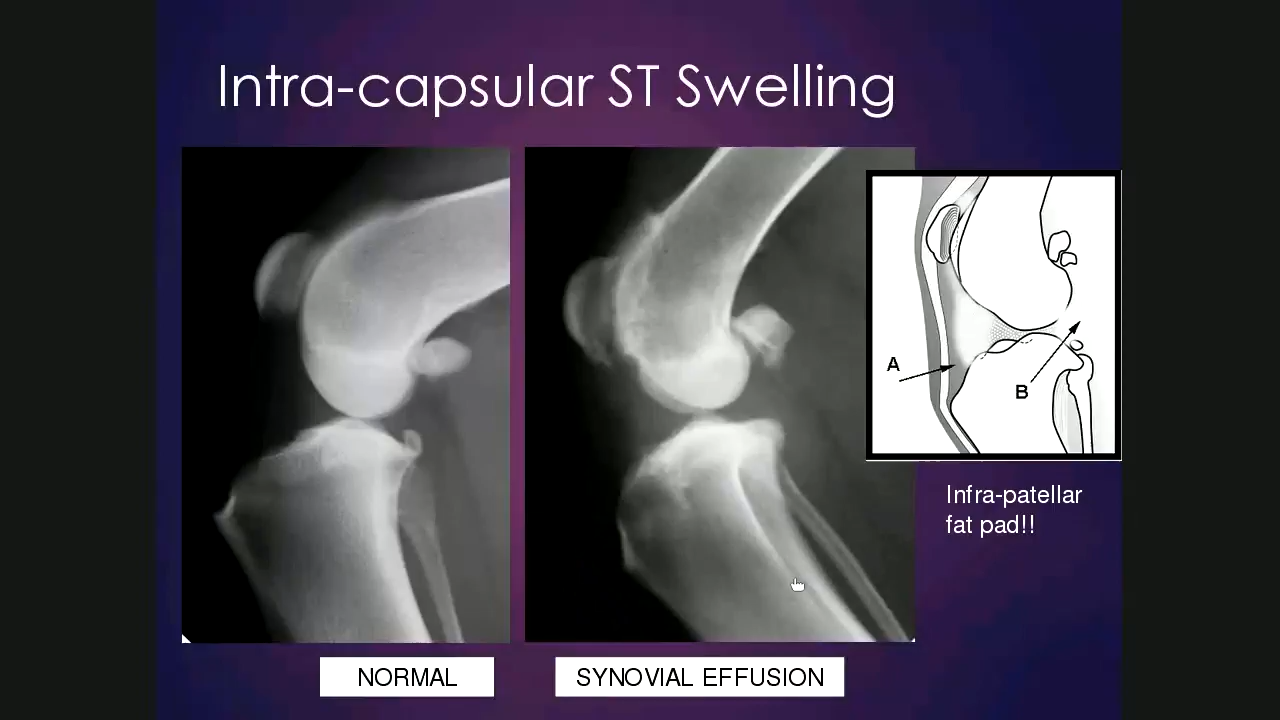 Intra-capsular ST Swelling
A
B
Infra-patellar
fat pad!!
NORMAL
SYNOVIAL EFFUSION